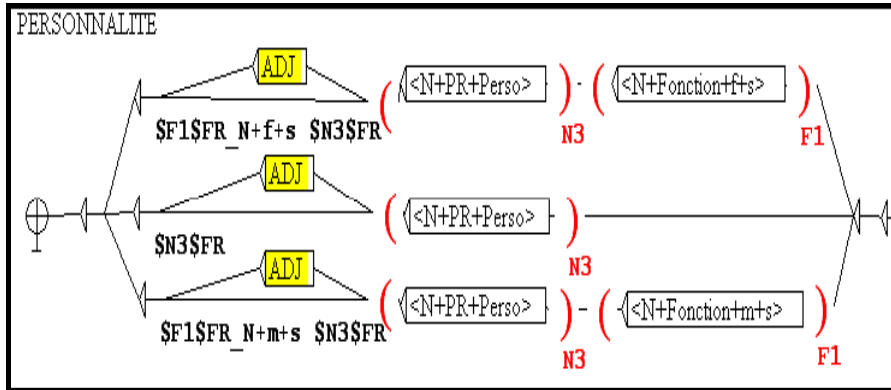 PERSONNALITE
ADJ
( <N+PR+Perso> ) - ( <N+Fonction+f+s> )
$F1$FR_N+f+s $N3$FR
N3
F1
ADJ
( <N+PR+Perso> )
$N3$FR
N3
ADJ
( <N+PR+Perso> ) - ( <N+Fonction+m+s> )
$F1$FR_N+m+s $N3$FR
N3
F1